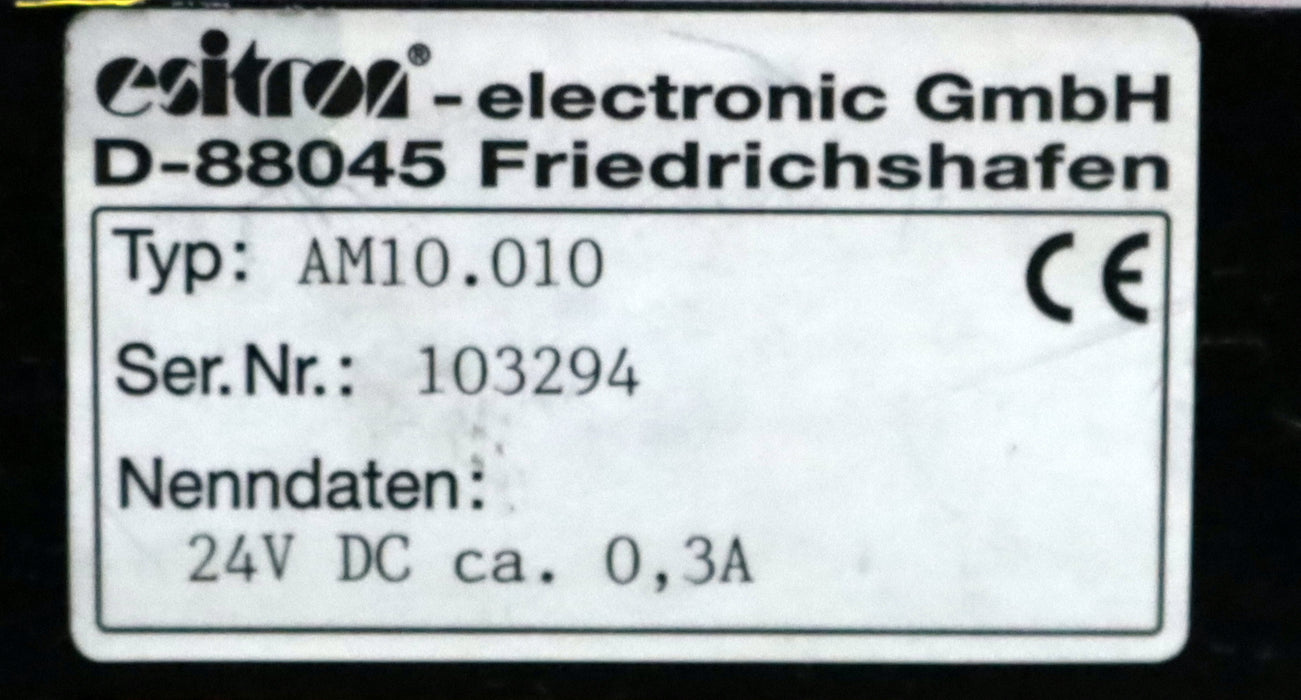 esitron® - electronic GmbH
D-88045 Friedrichshafen
Typ: AM10.010
CE
Ser.Nr.: 103294
Nenndaten:
24V DC ca. 0,3A